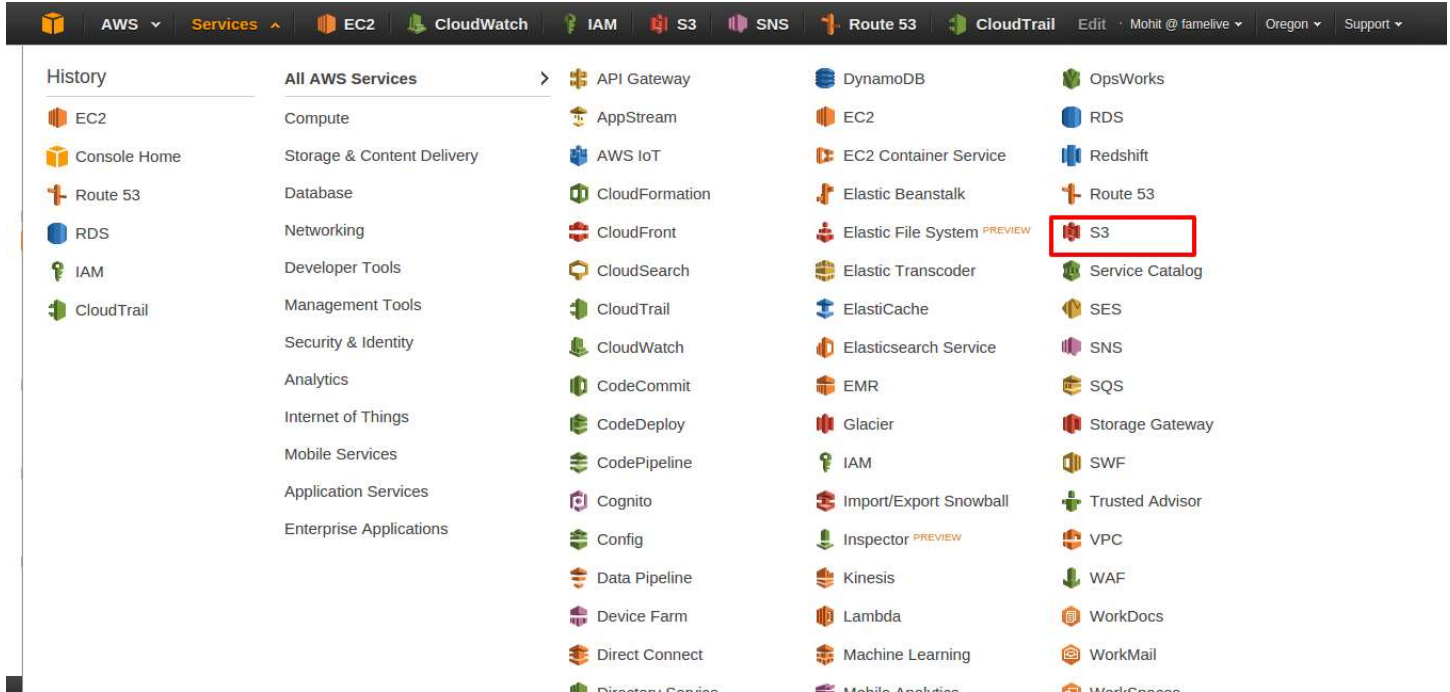 AWS Services EC2 CloudWatch IAM S3 SNS Route 53 CloudTrail Edit Mohit @ famelive Oregon Support
History
EC2
Console Home
Route 53
RDS
IAM
CloudTrail
All AWS Services
Compute
Storage & Content Delivery
Database
Networking
Developer Tools
Management Tools
Security & Identity
Analytics
Internet of Things
Mobile Services
Application Services
Enterprise Applications
API Gateway
AppStream
AWS IoT
CloudFormation
CloudFront
CloudSearch
CloudTrail
CloudWatch
CodeCommit
CodeDeploy
CodePipeline
Cognito
Config
Data Pipeline
Device Farm
Direct Connect
Directory Service
DynamoDB
EC2
EC2 Container Service
Elastic Beanstalk
Elastic File System PREVIEW
Elastic Transcoder
ElastiCache
Elasticsearch Service
EMR
Glacier
IAM
Import/Export Snowball
Inspector PREVIEW
Kinesis
Lambda
Machine Learning
Mobile Analytics
OpsWorks
RDS
Redshift
Route 53
S3
Service Catalog
SES
SNS
SQS
Storage Gateway
SWF
Trusted Advisor
VPC
WAF
WorkDocs
WorkMail
WorkSpaces